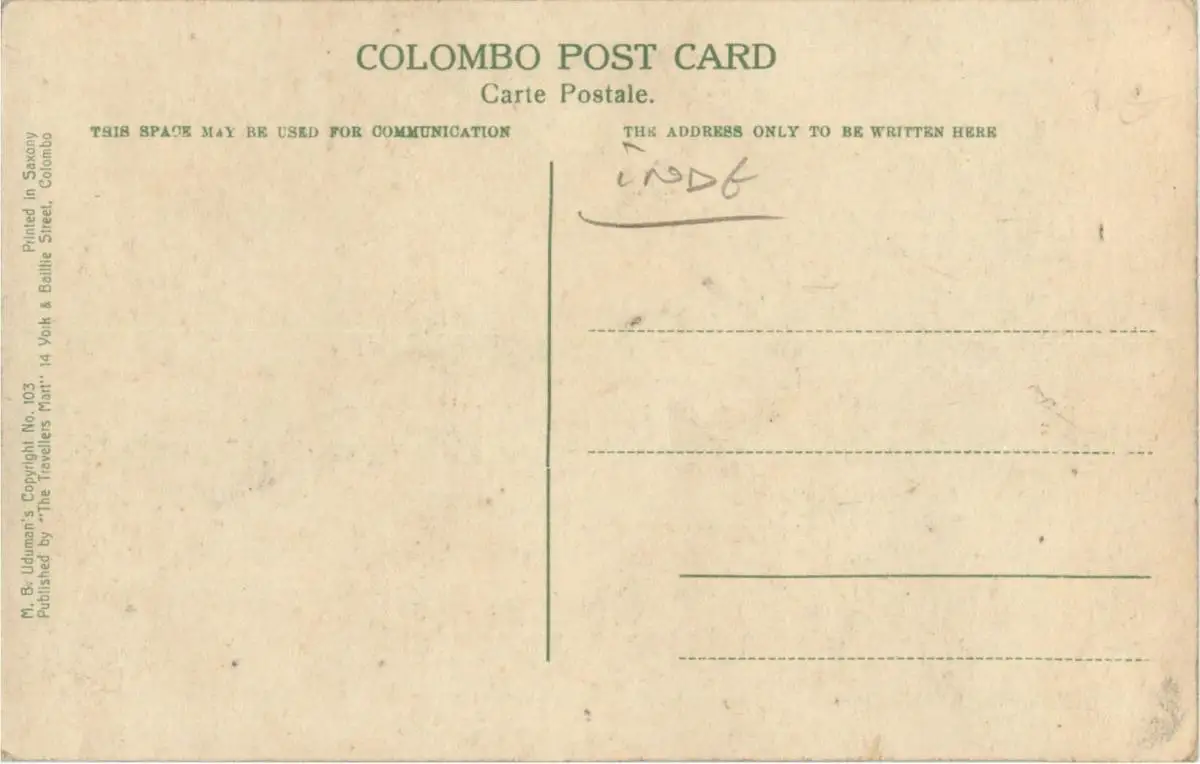 COLOMBO POST CARD
Carte Postale.
THIS SPACE MAY BE USED FOR COMMUNICATION
THE ADDRESS ONLY TO BE WRITTEN HERE
INDE
M. B. Uduman's Copyright No. 103 Printed in Saxony
Published by "The Travellers Mart" 14 York & Baillie Street, Colombo